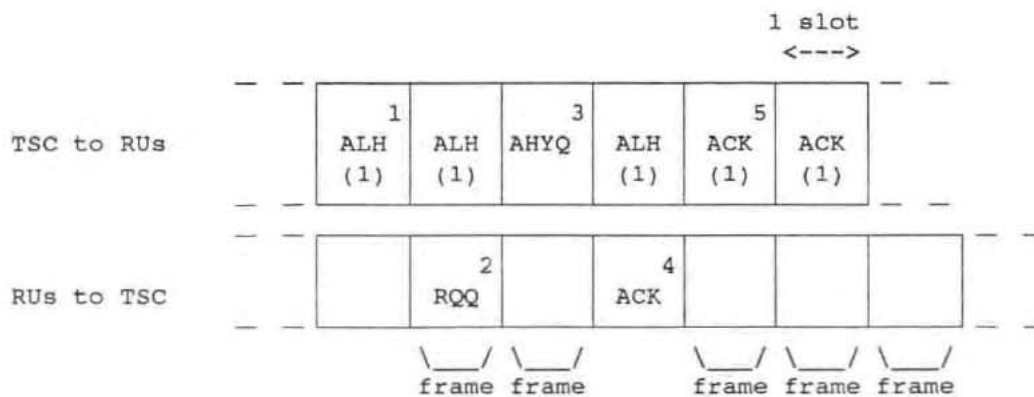 1 slot
<--->
1 3 5
TSC to RUs ALH ALH AHYQ ALH ACK ACK
(1) (1) (1) (1) (1)
2 4
RUs to TSC RQQ ACK
\___/ \___/ \___/ \___/ \___/
frame frame frame frame frame